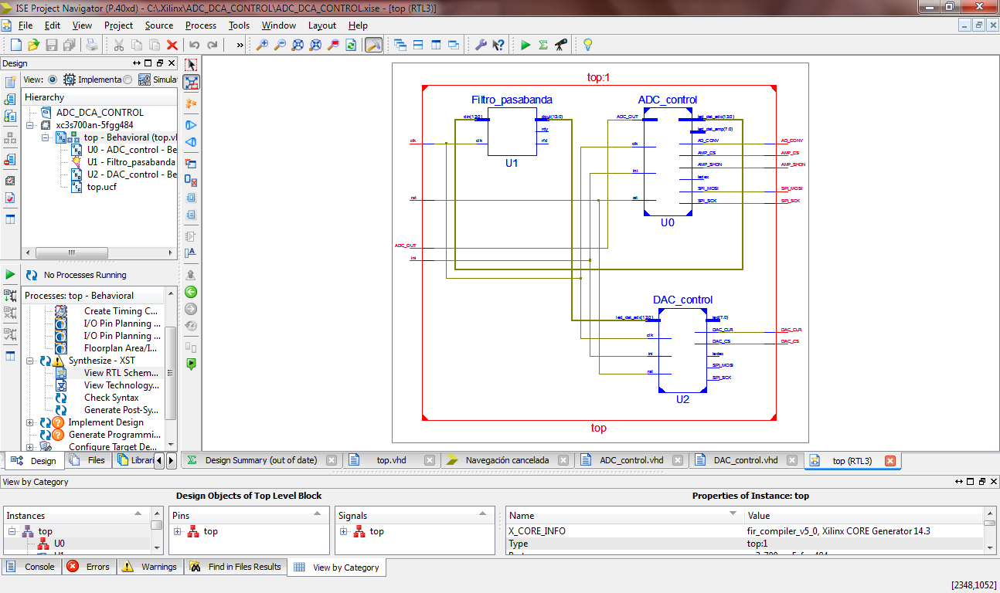 ISE Project Navigator (P.40xd) - C:\.Xilinx\ADC_DCA_CONTROL\ADC_DCA_CONTROL.xise - [top (RTL3)]
File Edit View Project Source Process Tools Window Layout Help
»
Design
View: Implementa Simulat
Hierarchy
ADC_DCA_CONTROL
xc3s700an-5fgg484
top - Behavioral (top.vl
U0 - ADC_control - Be
U1 - Filtro_pasabanda
U2 - DAC_control - Be
top.ucf
No Processes Running
Processes: top - Behavioral
Create Timing C...
I/O Pin Planning ...
I/O Pin Planning ...
Floorplan Area/I...
Synthesize - XST
View RTL Schem...
View Technology...
Check Syntax
Generate Post-Sy...
Implement Design
Generate Programmi...
Configure Target De...
Design Files Librari
top:1
Filtro_pasabanda
din(13:0) dout(13:0)
rdy
clk rfd
U1
ADC_control
ADC_OUT led_dat_adc(13:0)
led_dat_amp(7:0)
clk AD_CONV
AMP_CS
AMP_SHDN
ini ledex
SPI_MOSI
rst SPI_SCK
U0
clk
rst
ADC_OUT
ini
AD_CONV
AMP_CS
AMP_SHDN
SPI_MOSI
SPI_SCK
DAC_control
led_dat_adc(13:0) led(7:0)
clk DAC_CLR
DAC_CS
ini ledex
SPI_MOSI
rst SPI_SCK
U2
DAC_CLR
DAC_CS
top
Design Summary (out of date) top.vhd Navegación cancelada ADC_control.vhd DAC_control.vhd top (RTL3)
View by Category
Design Objects of Top Level Block Properties of Instance: top
Instances Pins Signals Name Value
top top top X_CORE_INFO fir_compiler_v5_0, Xilinx CORE Generator 14.3
U0 Type top:1
Console Errors Warnings Find in Files Results View by Category
[2348,1052]